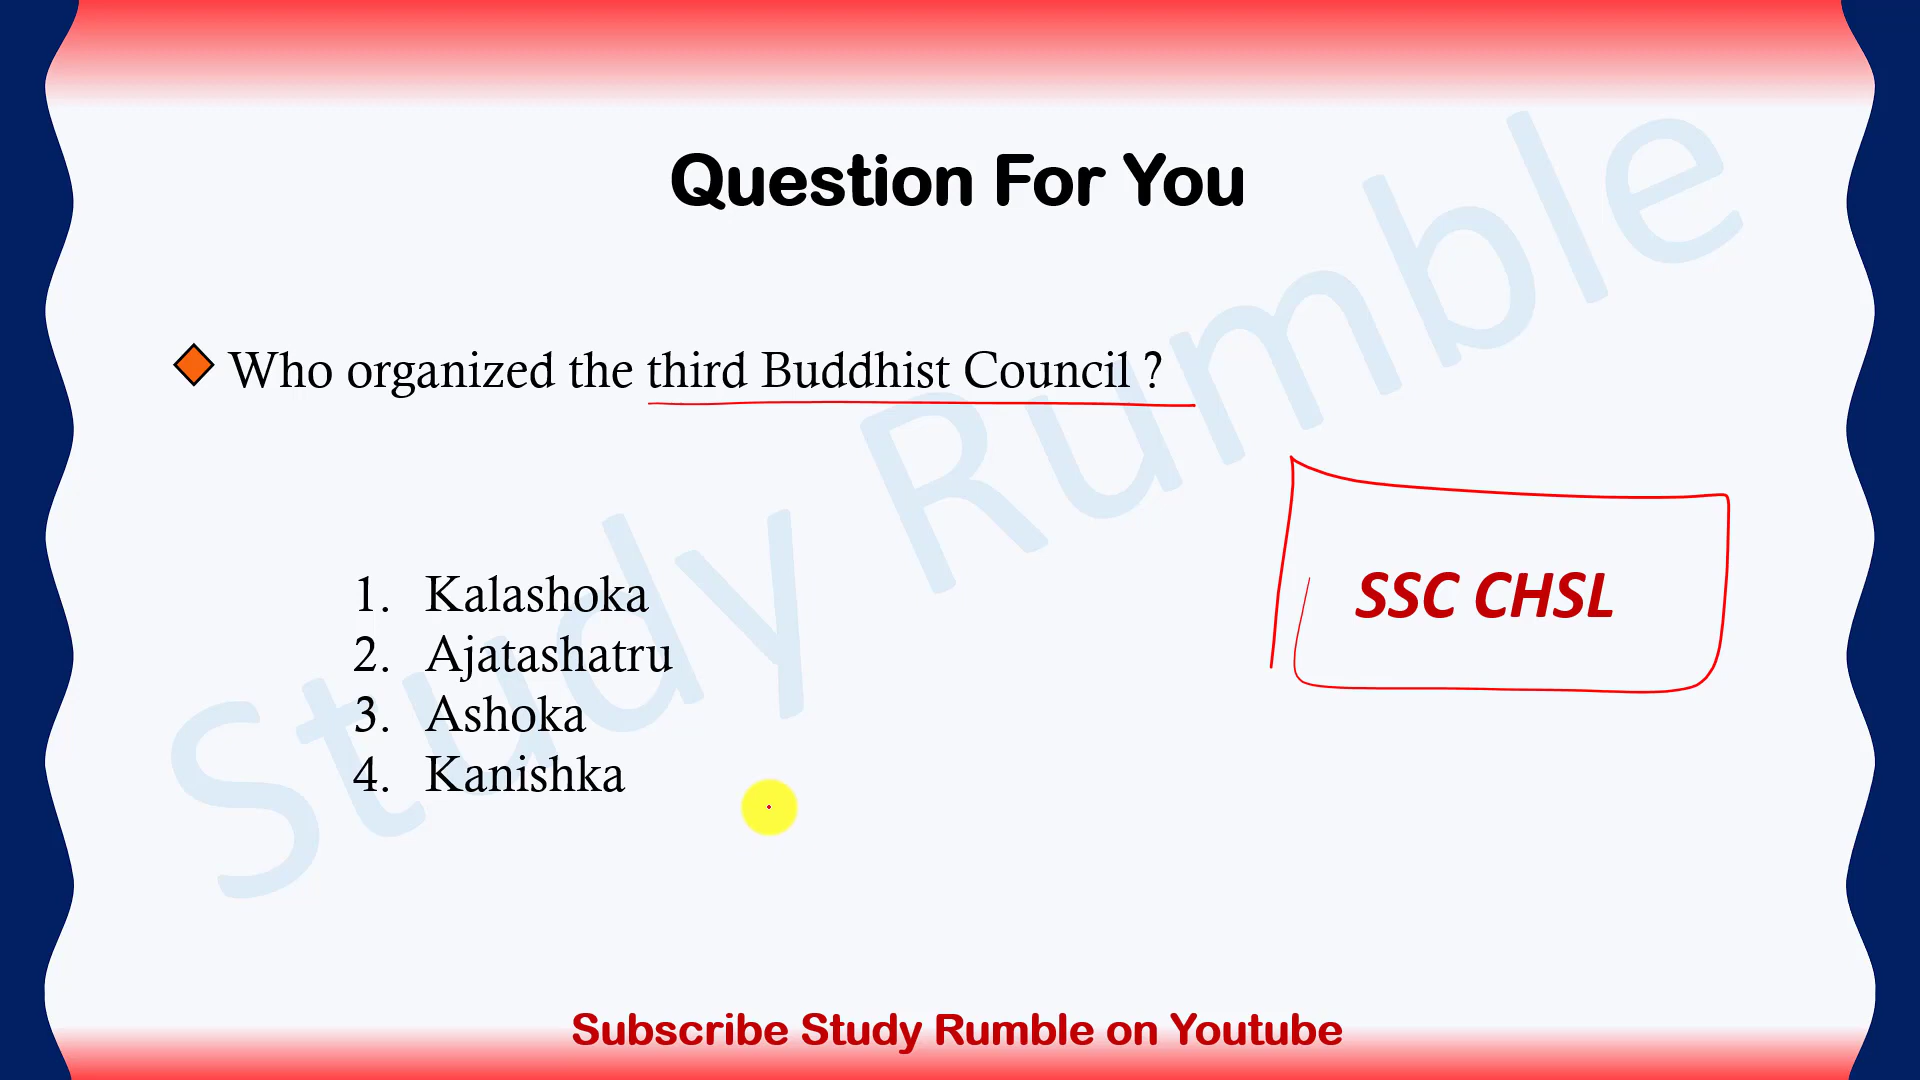 Question For You
Who organized the third Buddhist Council ?
1. Kalashoka
2. Ajatashatru
3. Ashoka
4. Kanishka
SSC CHSL
Study Rumble
Subscribe Study Rumble on Youtube